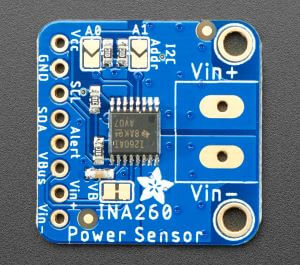 A0 A1
Vcc
GND
SCL
SDA
Alert
VBus
Vin+
Vin-
Addr
I2C
Vin+
Vin-
VB
INA260
Power Sensor